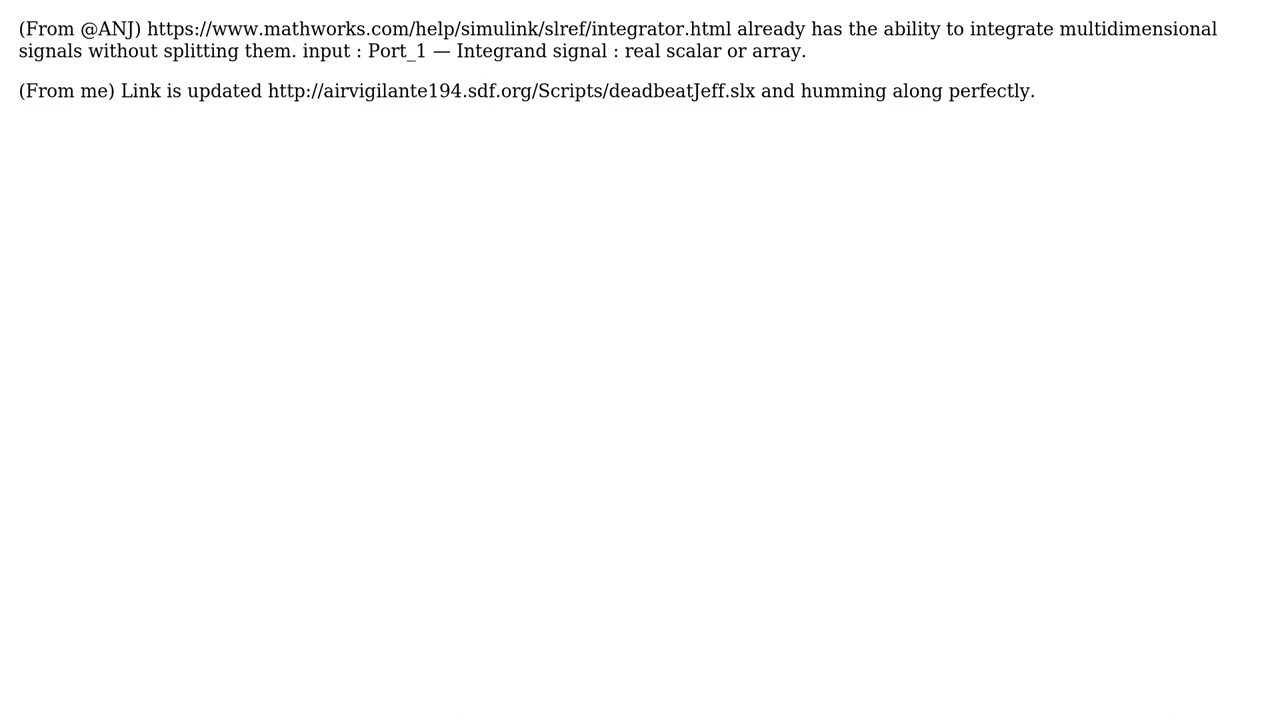 (From @ANJ) https://www.mathworks.com/help/simulink/slref/integrator.html already has the ability to integrate multidimensional
signals without splitting them. input : Port_1 — Integrand signal : real scalar or array.
(From me) Link is updated http://airvigilante194.sdf.org/Scripts/deadbeatJeff.slx and humming along perfectly.